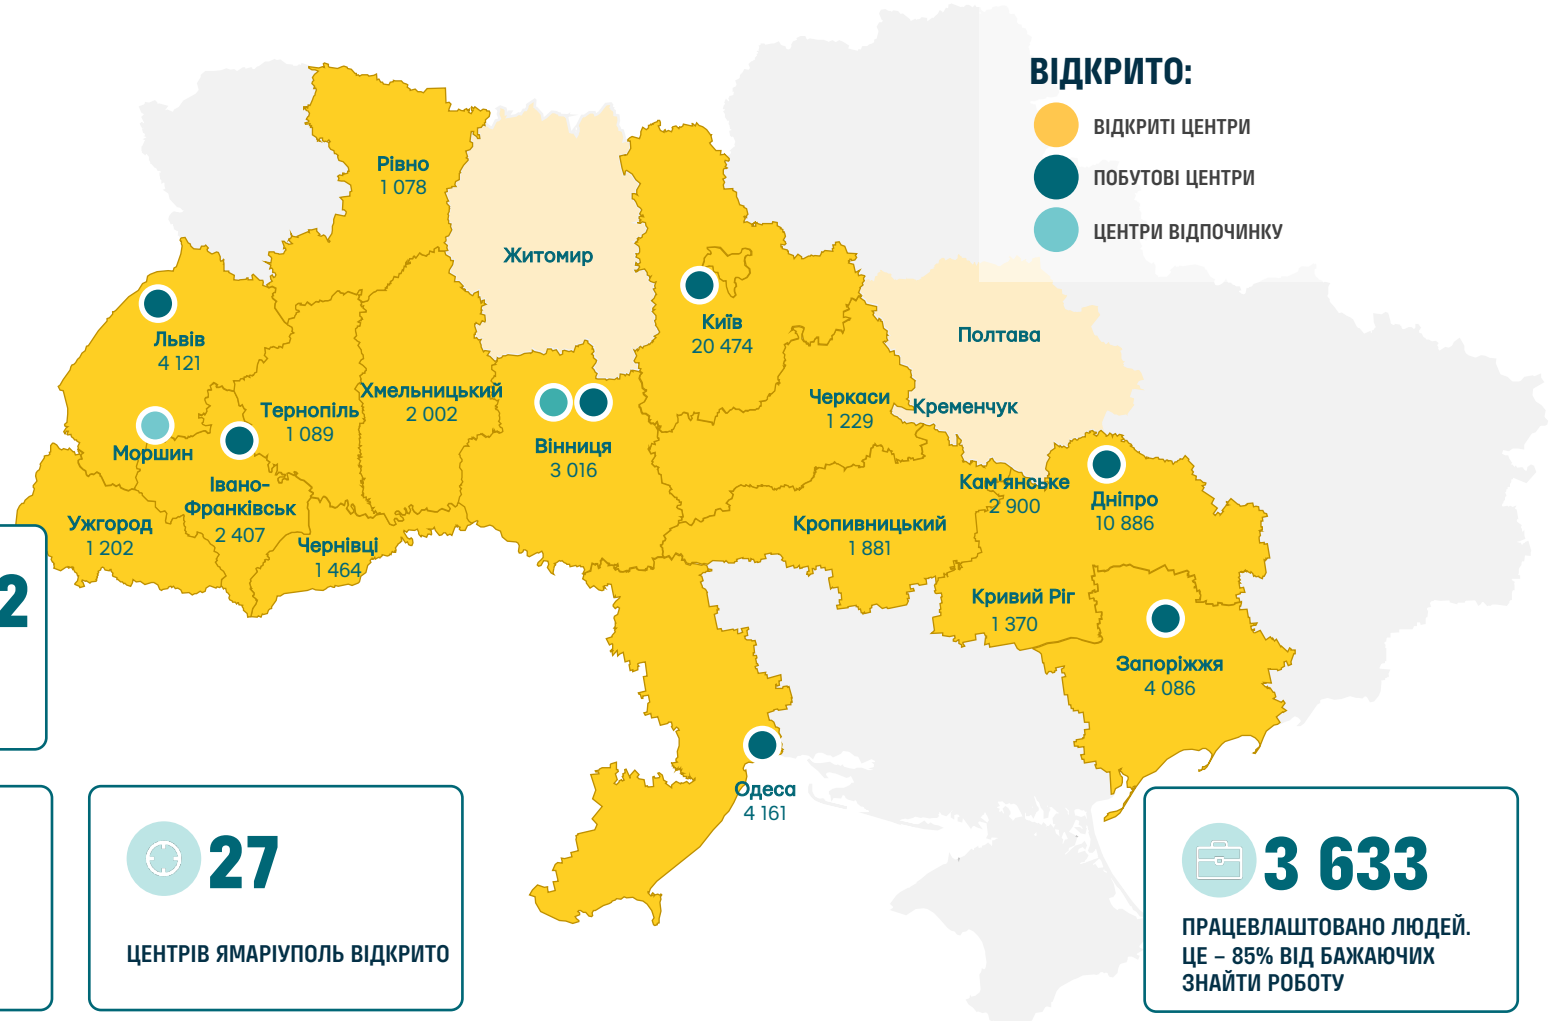 ВІДКРИТО:
ВІДКРИТІ ЦЕНТРИ
ПОБУТОВІ ЦЕНТРИ
ЦЕНТРИ ВІДПОЧИНКУ
Рівно
1 078
Житомир
Київ
20 474
Полтава
Львів
4 121
Хмельницький
2 002
Тернопіль
1 089
Черкаси
1 229
Кременчук
Вінниця
3 016
Моршин
Івано-
Франківськ
2 407
Кам'янське
2 900
Дніпро
10 886
Ужгород
1 202
Чернівці
1 464
Кропивницький
1 881
Кривий Ріг
1 370
Запоріжжя
4 086
Одеса
4 161
2
27
ЦЕНТРІВ ЯМАРІУПОЛЬ ВІДКРИТО
3 633
ПРАЦЕВЛАШТОВАНО ЛЮДЕЙ.
ЦЕ – 85% ВІД БАЖАЮЧИХ
ЗНАЙТИ РОБОТУ